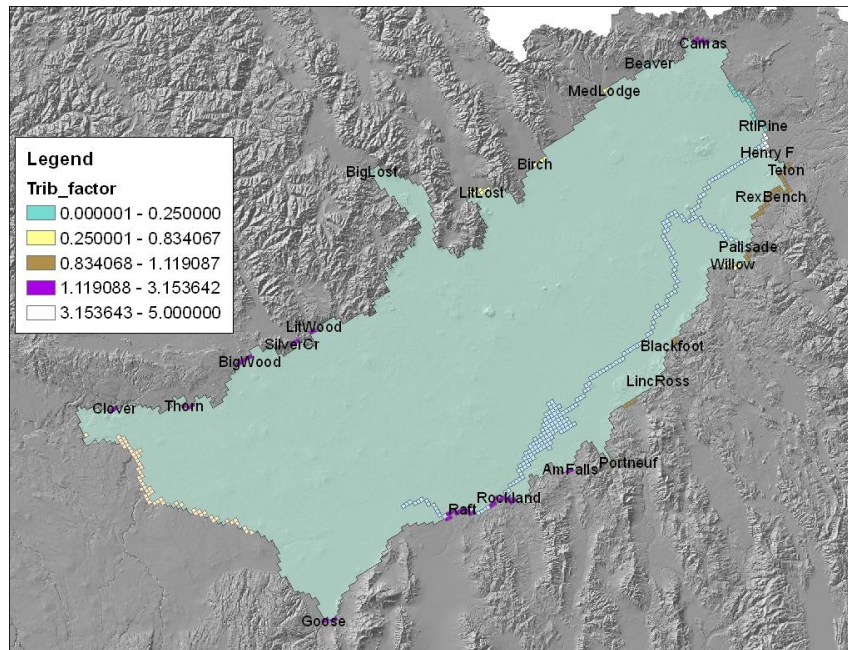 Camas
Beaver
MedLodge
RtlPine
Henry F
Teton
Birch
BigLost
LitLost
RexBench
Legend
Trib_factor
0.000001 - 0.250000
0.250001 - 0.834067
0.834068 - 1.119087
1.119088 - 3.153642
3.153643 - 5.000000
Palisade
Willow
LitWood
SilverCr
BigWood
Blackfoot
LincRoss
Clover
Thorn
AmFalls
Portneuf
Rockland
Raft
Goose